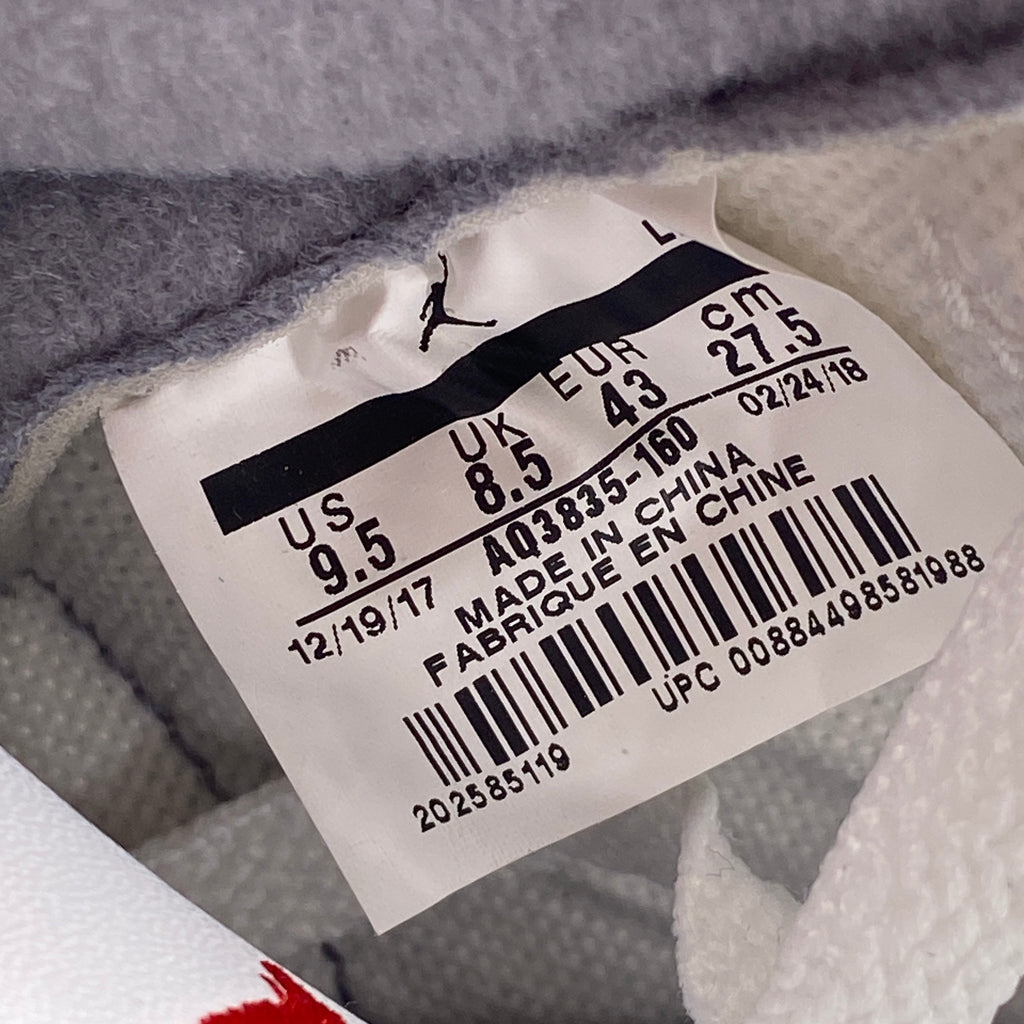 L
US UK EUR cm
9.5 8.5 43 27.5
12/19/17 AQ3835-160 02/24/18
MADE IN CHINA
FABRIQUE EN CHINE
UPC 00884498581988
202585119